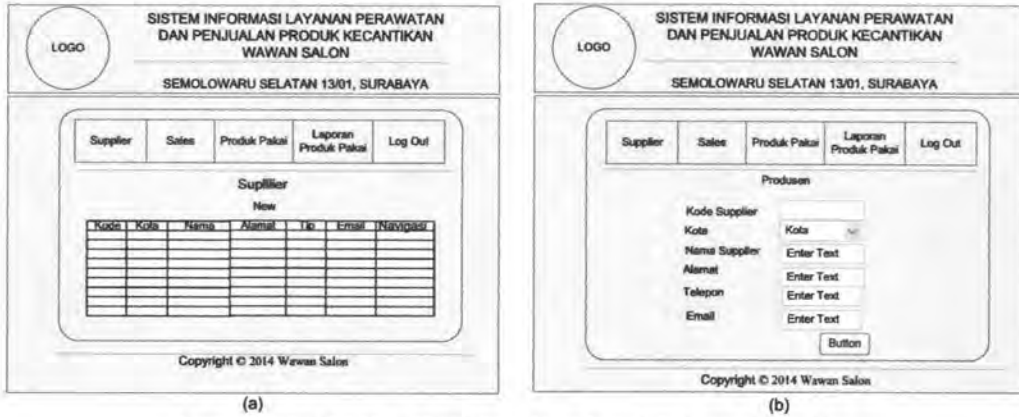 LOGO
SISTEM INFORMASI LAYANAN PERAWATAN
DAN PENJUALAN PRODUK KECANTIKAN
WAWAN SALON
SEMOLOWARU SELATAN 13/01, SURABAYA
Supplier Sales Produk Pakai Laporan Produk Pakai Log Out
Supllilier
New
Kode Kota Nama Alamat Tlp Email Navigasi
Copyright © 2014 Wawan Salon
(a)
LOGO
SISTEM INFORMASI LAYANAN PERAWATAN
DAN PENJUALAN PRODUK KECANTIKAN
WAWAN SALON
SEMOLOWARU SELATAN 13/01, SURABAYA
Supplier Sales Produk Pakai Laporan Produk Pakai Log Out
Produsen
Kode Supplier
Kota Kota
Nama Supplier Enter Text
Alamat Enter Text
Telepon Enter Text
Email Enter Text
Button
Copyright © 2014 Wawan Salon
(b)